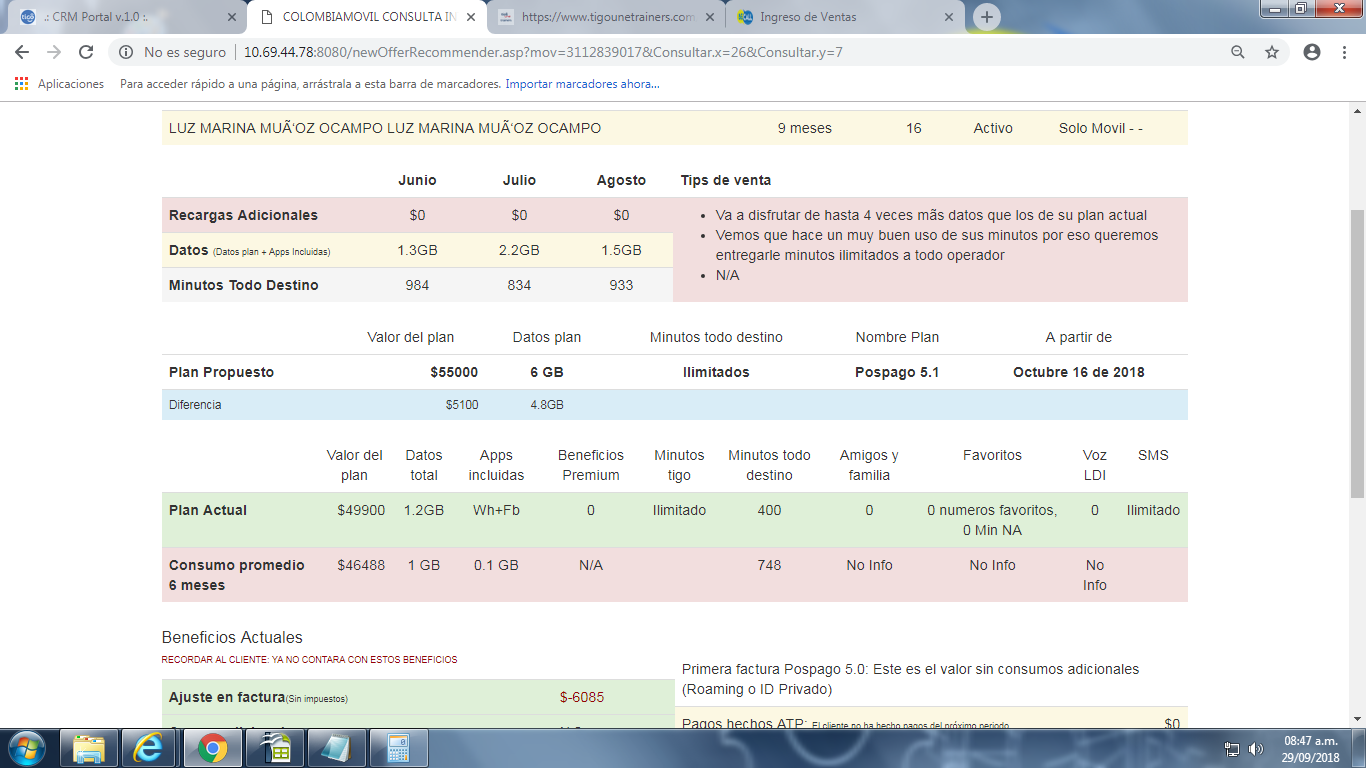 .: CRM Portal v.1.0 :.
COLOMBIAMOVIL CONSULTA IN
https://www.tigounetrainers.com
Ingreso de Ventas
No es seguro
10.69.44.78:8080/newOfferRecommender.asp?mov=3112839017&Consultar.x=26&Consultar.y=7
Aplicaciones Para acceder rápido a una página, arrástrala a esta barra de marcadores. Importar marcadores ahora...
LUZ MARINA MUÃ‘OZ OCAMPO LUZ MARINA MUÃ‘OZ OCAMPO 9 meses 16 Activo Solo Movil - -
Junio Julio Agosto Tips de venta
Recargas Adicionales $0 $0 $0
Datos (Datos plan + Apps Incluidas) 1.3GB 2.2GB 1.5GB
Minutos Todo Destino 984 834 933
• Va a disfrutar de hasta 4 veces mãs datos que los de su plan actual
• Vemos que hace un muy buen uso de sus minutos por eso queremos
entregarle minutos ilimitados a todo operador
• N/A
Valor del plan Datos plan Minutos todo destino Nombre Plan A partir de
Plan Propuesto $55000 6 GB Ilimitados Pospago 5.1 Octubre 16 de 2018
Diferencia $5100 4.8GB
Valor del plan Datos total Apps incluidas Beneficios Premium Minutos tigo Minutos todo destino Amigos y familia Favoritos Voz LDI SMS
Plan Actual $49900 1.2GB Wh+Fb 0 Ilimitado 400 0 0 numeros favoritos, 0 Min NA 0 Ilimitado
Consumo promedio 6 meses $46488 1 GB 0.1 GB N/A 748 No Info No Info No Info
Beneficios Actuales
RECORDAR AL CLIENTE: YA NO CONTARA CON ESTOS BENEFICIOS
Ajuste en factura(Sin impuestos) $-6085
Primera factura Pospago 5.0: Este es el valor sin consumos adicionales
(Roaming o ID Privado)
Pagos hechos ATP: El cliente no ha hecho pagos del próximo periodo $0
08:47 a.m.
29/09/2018